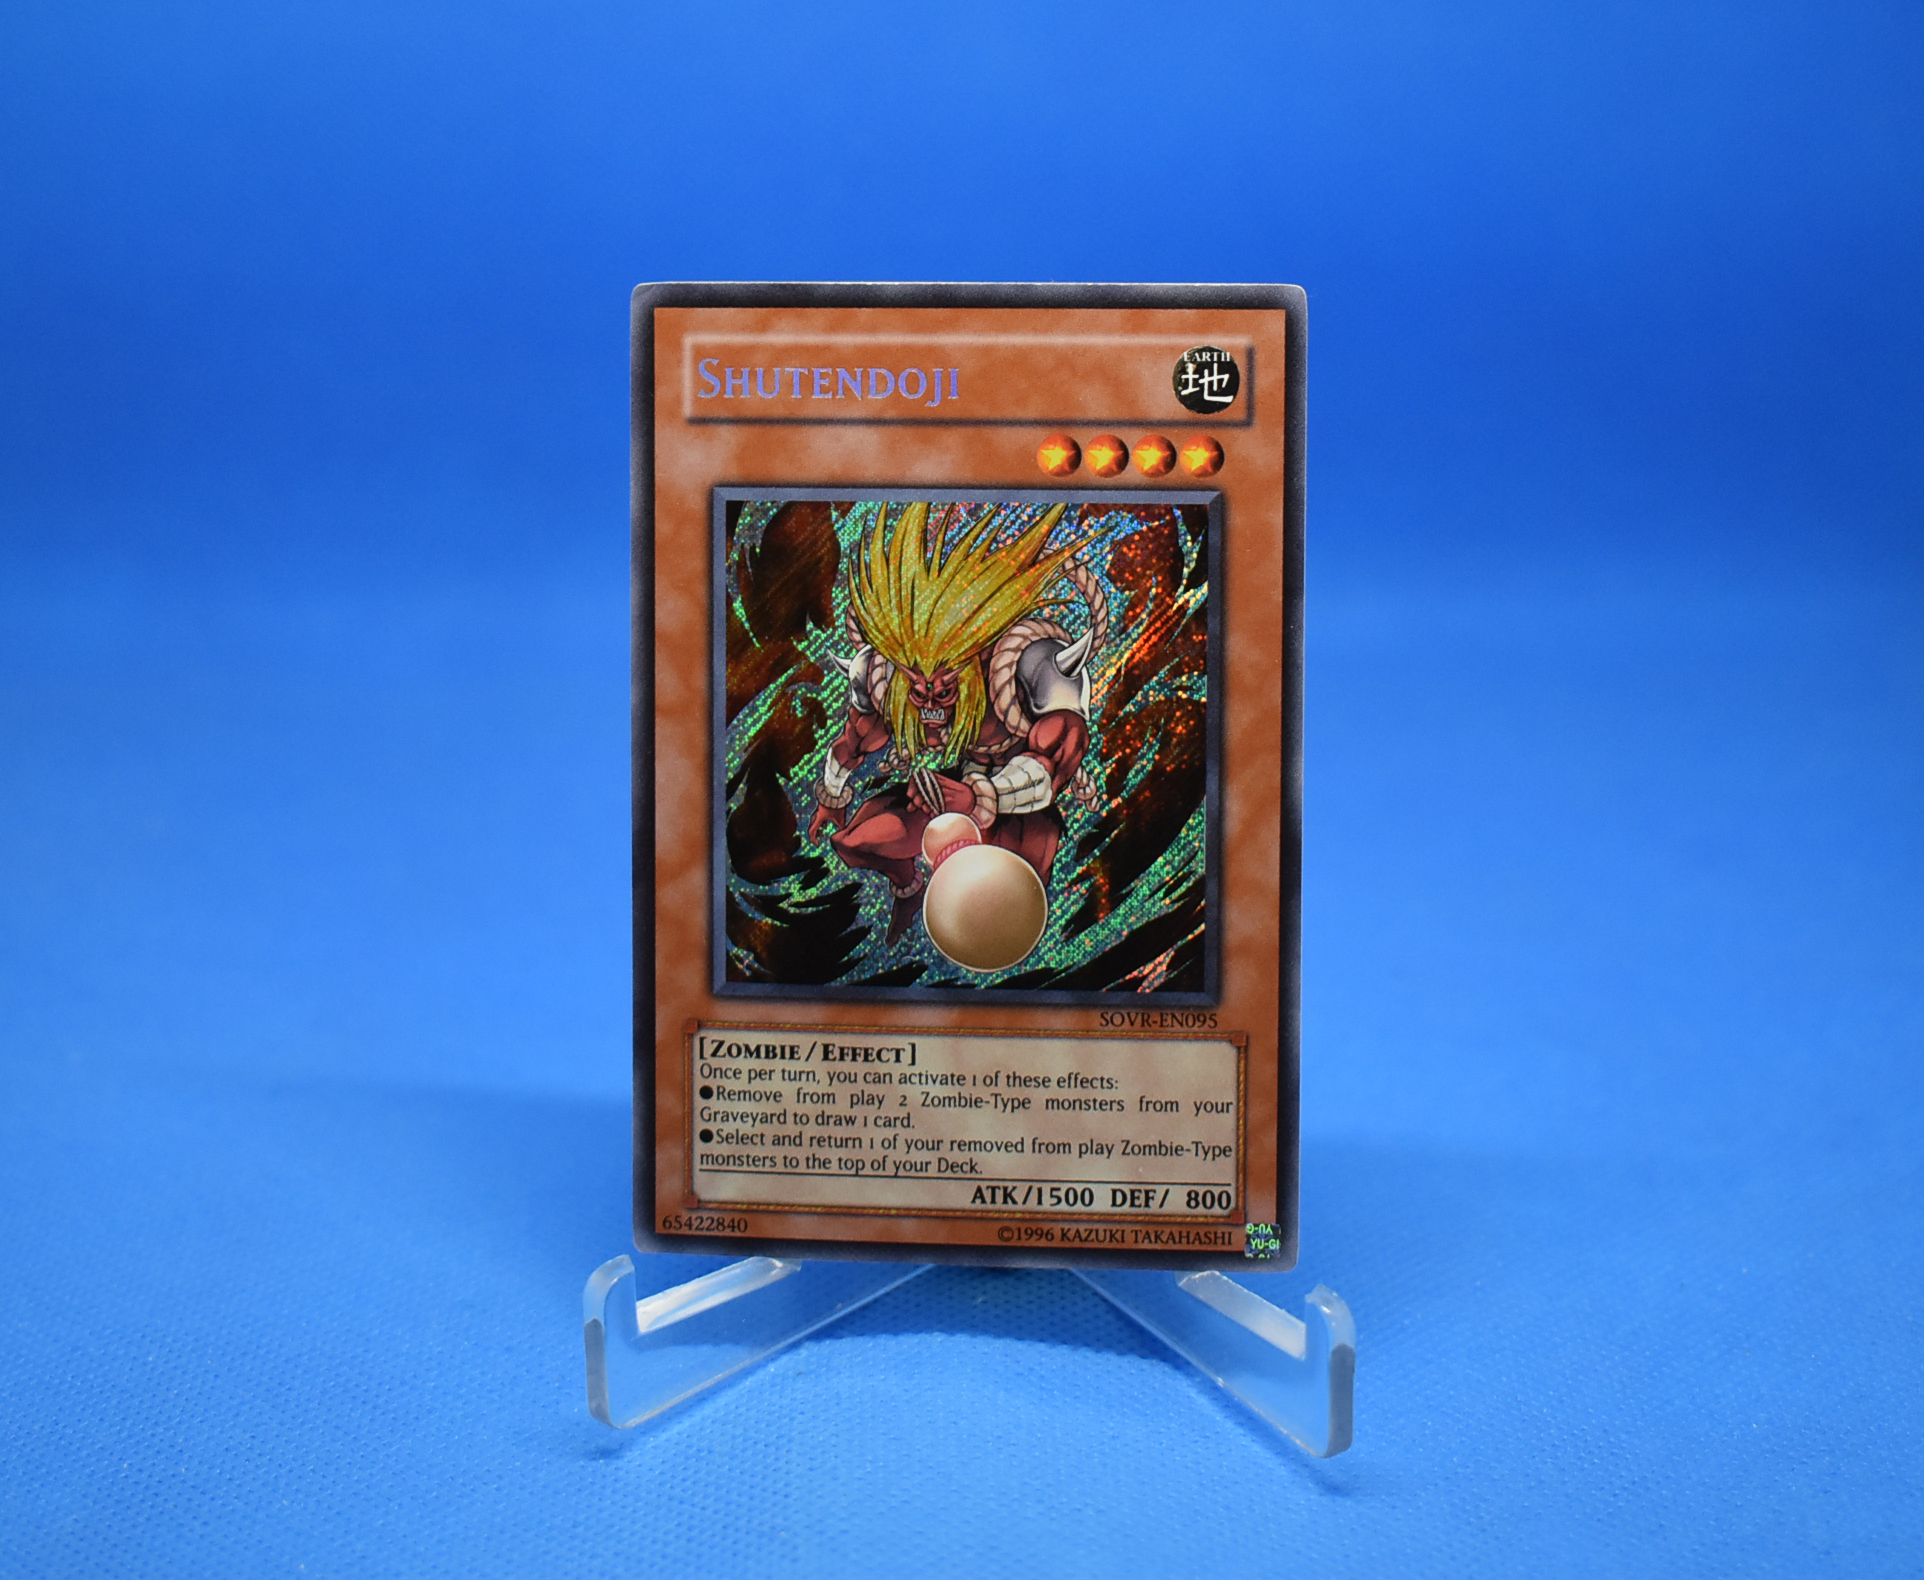 Shutendoji
EARTH
地
SOVR-EN095
[Zombie/Effect]
Once per turn, you can activate 1 of these effects:
●Remove from play 2 Zombie-Type monsters from your
Graveyard to draw 1 card.
●Select and return 1 of your removed from play Zombie-Type
monsters to the top of your Deck.
ATK/1500 DEF/ 800
65422840
©1996 KAZUKI TAKAHASHI
YU-GI